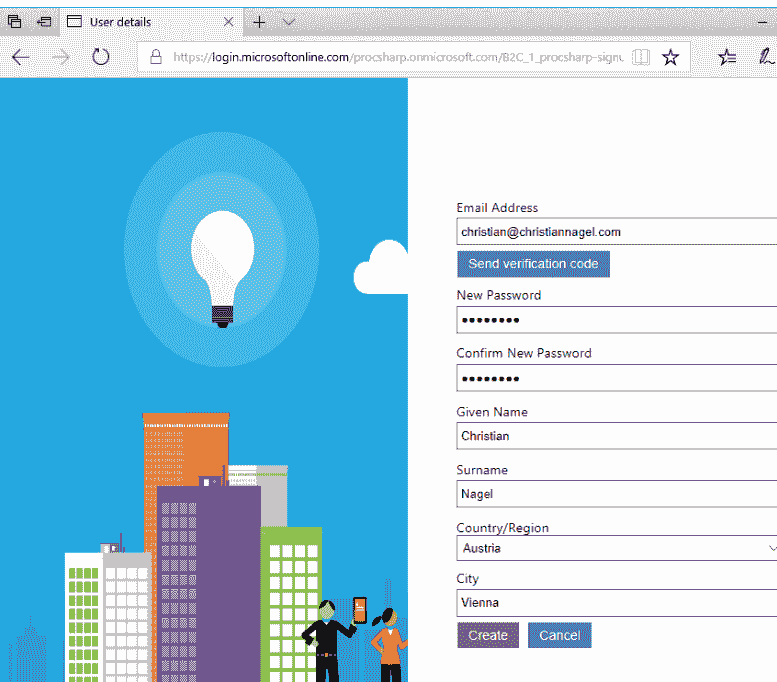 User details
https://login.microsoftonline.com/procsharp.onmicrosoft.com/B2C_1_procsharp-signu
Email Address
christian@christiannagel.com
Send verification code
New Password
••••••••
Confirm New Password
••••••••
Given Name
Christian
Surname
Nagel
Country/Region
Austria
City
Vienna
Create Cancel